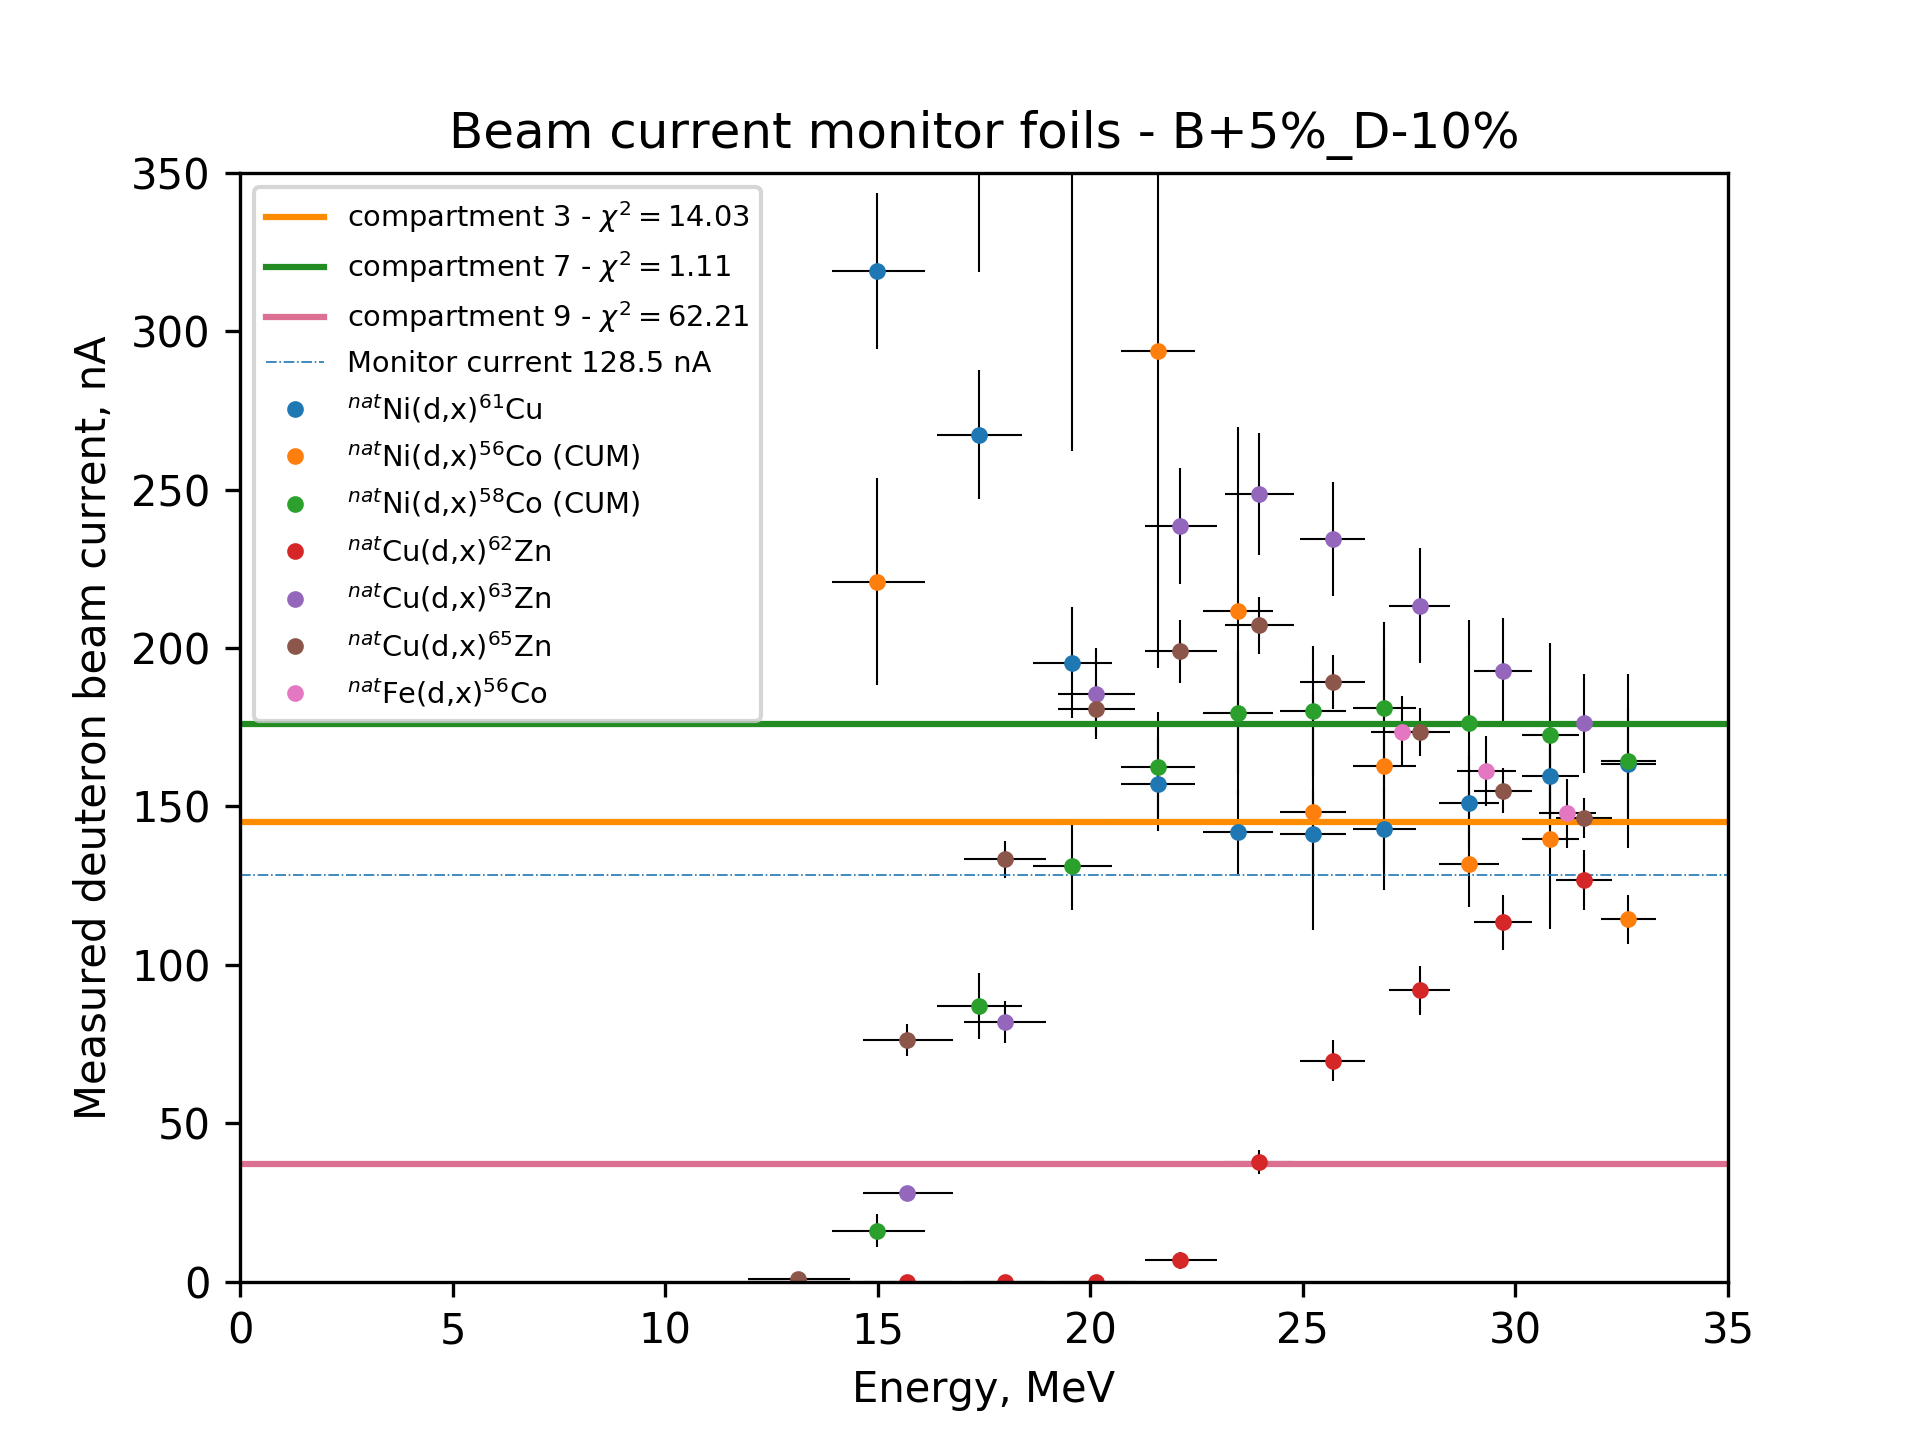 Beam current monitor foils - B+5%_D-10%
Measured deuteron beam current, nA
350
300
250
200
150
100
50
0
compartment 3 - χ² = 14.03
compartment 7 - χ² = 1.11
compartment 9 - χ² = 62.21
Monitor current 128.5 nA
ⁿᵃᵗNi(d,x)⁶¹Cu
ⁿᵃᵗNi(d,x)⁵⁶Co (CUM)
ⁿᵃᵗNi(d,x)⁵⁸Co (CUM)
ⁿᵃᵗCu(d,x)⁶²Zn
ⁿᵃᵗCu(d,x)⁶³Zn
ⁿᵃᵗCu(d,x)⁶⁵Zn
ⁿᵃᵗFe(d,x)⁵⁶Co
0 5 10 15 20 25 30 35
Energy, MeV